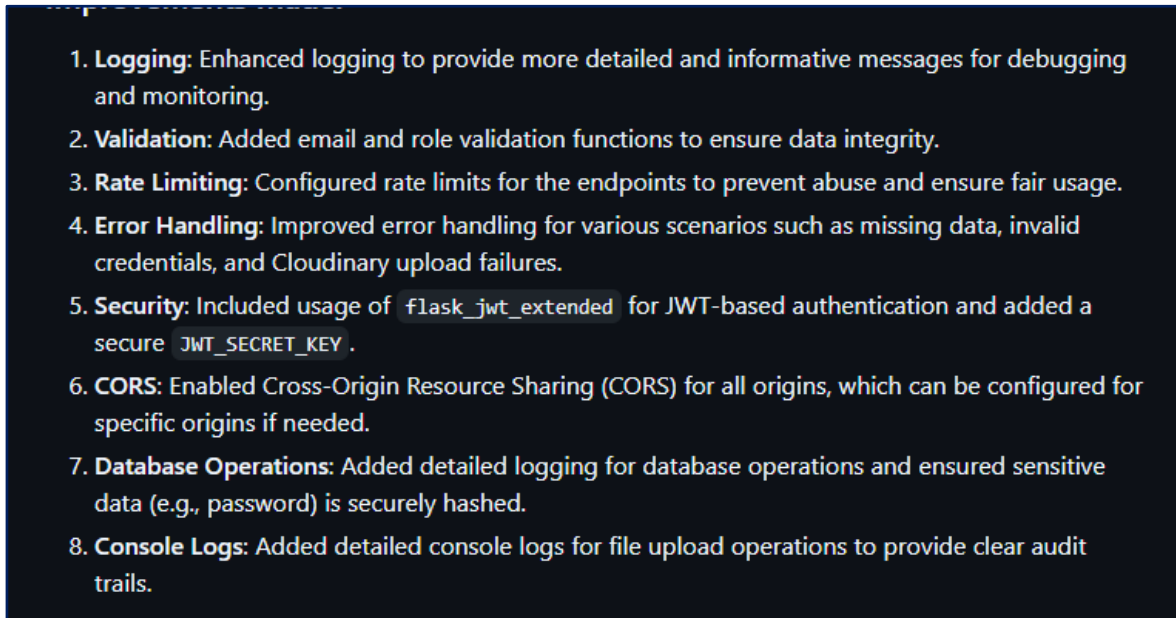 1. Logging: Enhanced logging to provide more detailed and informative messages for debugging
and monitoring.
2. Validation: Added email and role validation functions to ensure data integrity.
3. Rate Limiting: Configured rate limits for the endpoints to prevent abuse and ensure fair usage.
4. Error Handling: Improved error handling for various scenarios such as missing data, invalid
credentials, and Cloudinary upload failures.
5. Security: Included usage of flask_jwt_extended for JWT-based authentication and added a
secure JWT_SECRET_KEY.
6. CORS: Enabled Cross-Origin Resource Sharing (CORS) for all origins, which can be configured for
specific origins if needed.
7. Database Operations: Added detailed logging for database operations and ensured sensitive
data (e.g., password) is securely hashed.
8. Console Logs: Added detailed console logs for file upload operations to provide clear audit
trails.